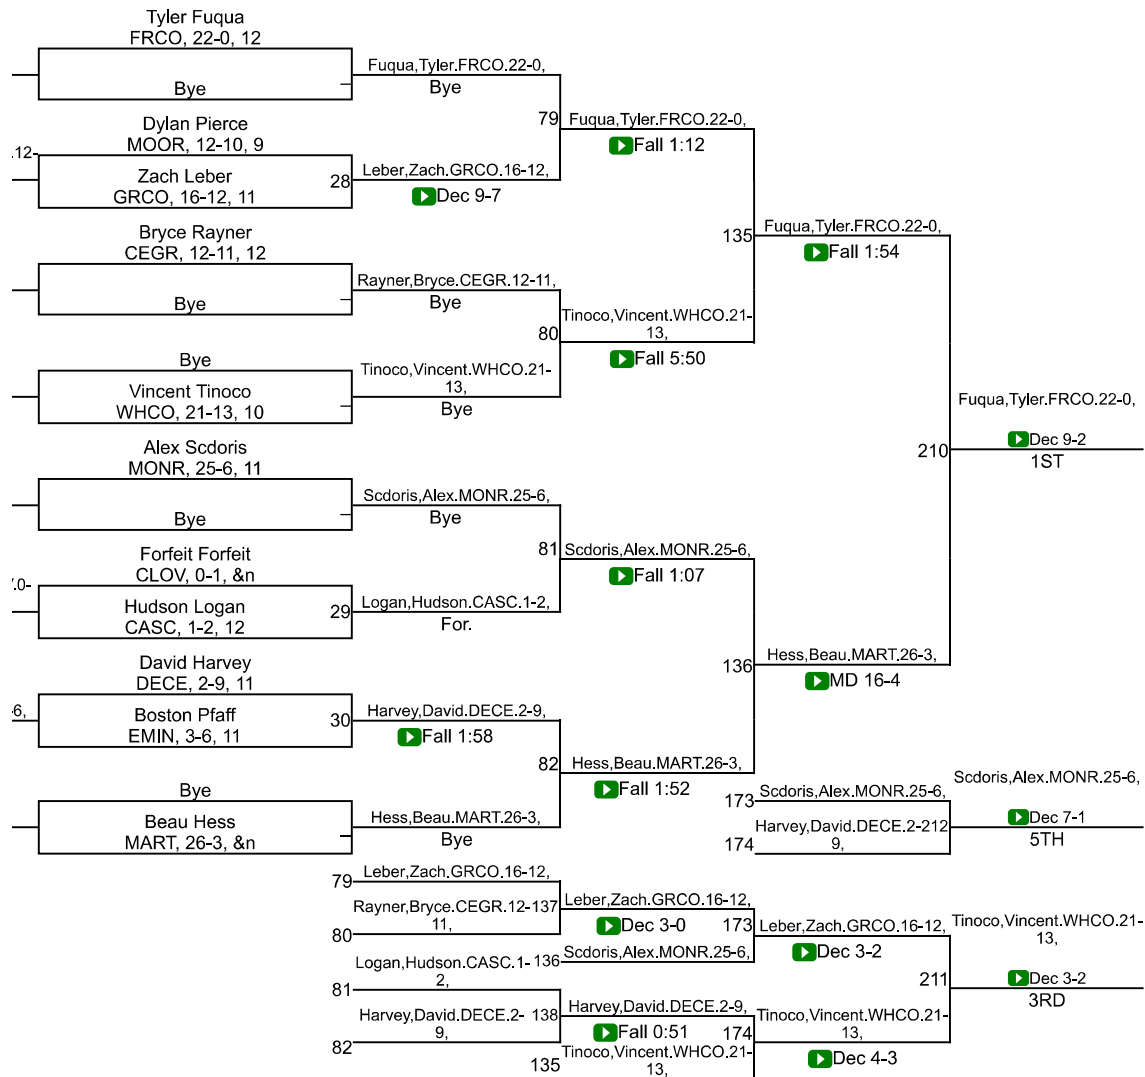 Tyler Fuqua
FRCO, 22-0, 12
Fuqua,Tyler.FRCO.22-0,
Bye
Bye
79
Fuqua,Tyler.FRCO.22-0,
Fall 1:12
Dylan Pierce
MOOR, 12-10, 9
.12-
Zach Leber
GRCO, 16-12, 11
28
Leber,Zach.GRCO.16-12,
Dec 9-7
135
Fuqua,Tyler.FRCO.22-0,
Fall 1:54
Bryce Rayner
CEGR, 12-11, 12
Rayner,Bryce.CEGR.12-11,
Bye
Bye
80
Tinoco,Vincent.WHCO.21-
13,
Fall 5:50
Bye
Vincent Tinoco
WHCO, 21-13, 10
Tinoco,Vincent.WHCO.21-
13,
Bye
Fuqua,Tyler.FRCO.22-0,
210
Dec 9-2
1ST
Alex Scdoris
MONR, 25-6, 11
Scdoris,Alex.MONR.25-6,
Bye
Bye
81
Scdoris,Alex.MONR.25-6,
Fall 1:07
Forfeit Forfeit
CLOV, 0-1, &n
.0-
Hudson Logan
CASC, 1-2, 12
29
Logan,Hudson.CASC.1-2,
For.
136
Hess,Beau.MART.26-3,
MD 16-4
David Harvey
DECE, 2-9, 11
-6,
Boston Pfaff
EMIN, 3-6, 11
30
Harvey,David.DECE.2-9,
Fall 1:58
82
Hess,Beau.MART.26-3,
Fall 1:52
Bye
Beau Hess
MART, 26-3, &n
Hess,Beau.MART.26-3,
Bye
173
Scdoris,Alex.MONR.25-6,
174
Harvey,David.DECE.2-212
9,
Scdoris,Alex.MONR.25-6,
Dec 7-1
5TH
79
Leber,Zach.GRCO.16-12,
80
Rayner,Bryce.CEGR.12-137
11,
Leber,Zach.GRCO.16-12,
Dec 3-0
173
136
Scdoris,Alex.MONR.25-6,
Leber,Zach.GRCO.16-12,
Dec 3-2
211
Tinoco,Vincent.WHCO.21-
13,
Dec 3-2
3RD
Logan,Hudson.CASC.1-
2,
81
Harvey,David.DECE.2-
9,
82
138
Harvey,David.DECE.2-9,
Fall 0:51
174
135
Tinoco,Vincent.WHCO.21-
13,
Tinoco,Vincent.WHCO.21-
13,
Dec 4-3